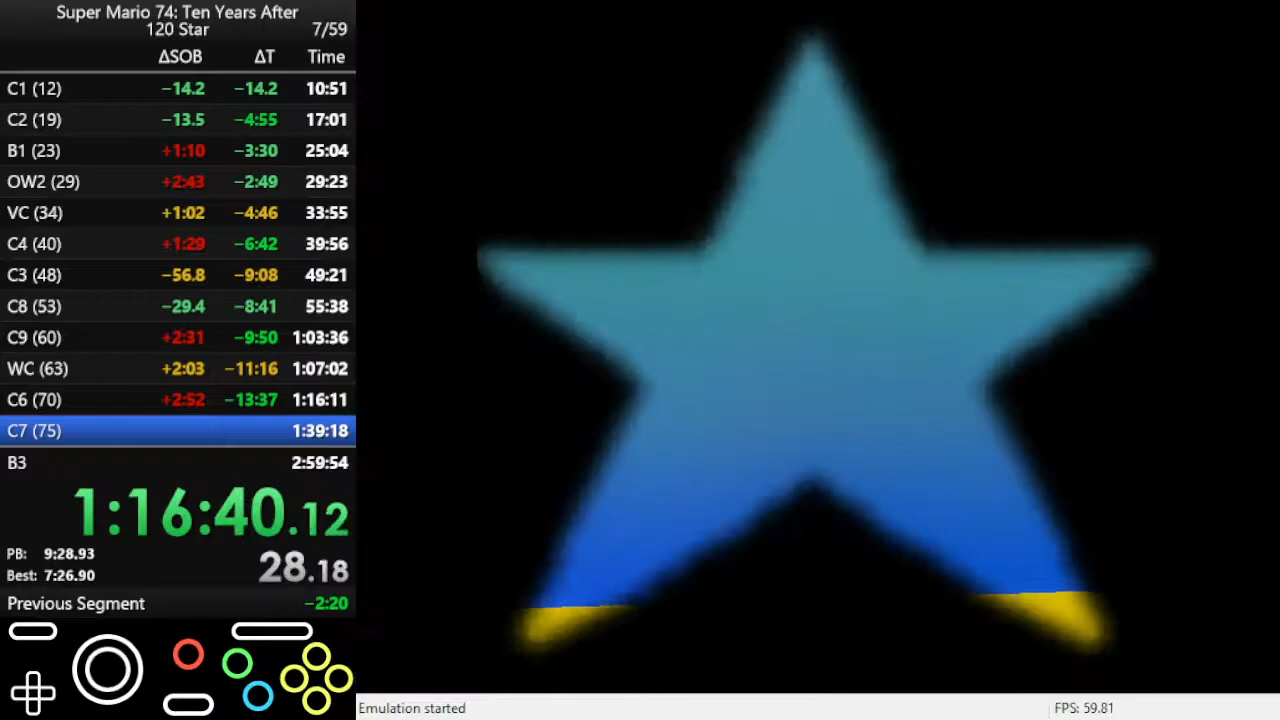 Super Mario 74: Ten Years After
120 Star 7/59
ΔSOB ΔT Time
C1 (12) −14.2 −14.2 10:51
C2 (19) −13.5 −4:55 17:01
B1 (23) +1:10 −3:30 25:04
OW2 (29) +2:43 −2:49 29:23
VC (34) +1:02 −4:46 33:55
C4 (40) +1:29 −6:42 39:56
C3 (48) −56.8 −9:08 49:21
C8 (53) −29.4 −8:41 55:38
C9 (60) +2:31 −9:50 1:03:36
WC (63) +2:03 −11:16 1:07:02
C6 (70) +2:52 −13:37 1:16:11
C7 (75) 1:39:18
B3 2:59:54
1:16:40.12
PB: 9:28.93
Best: 7:26.90
28.18
Previous Segment −2:20
Emulation started FPS: 59.81